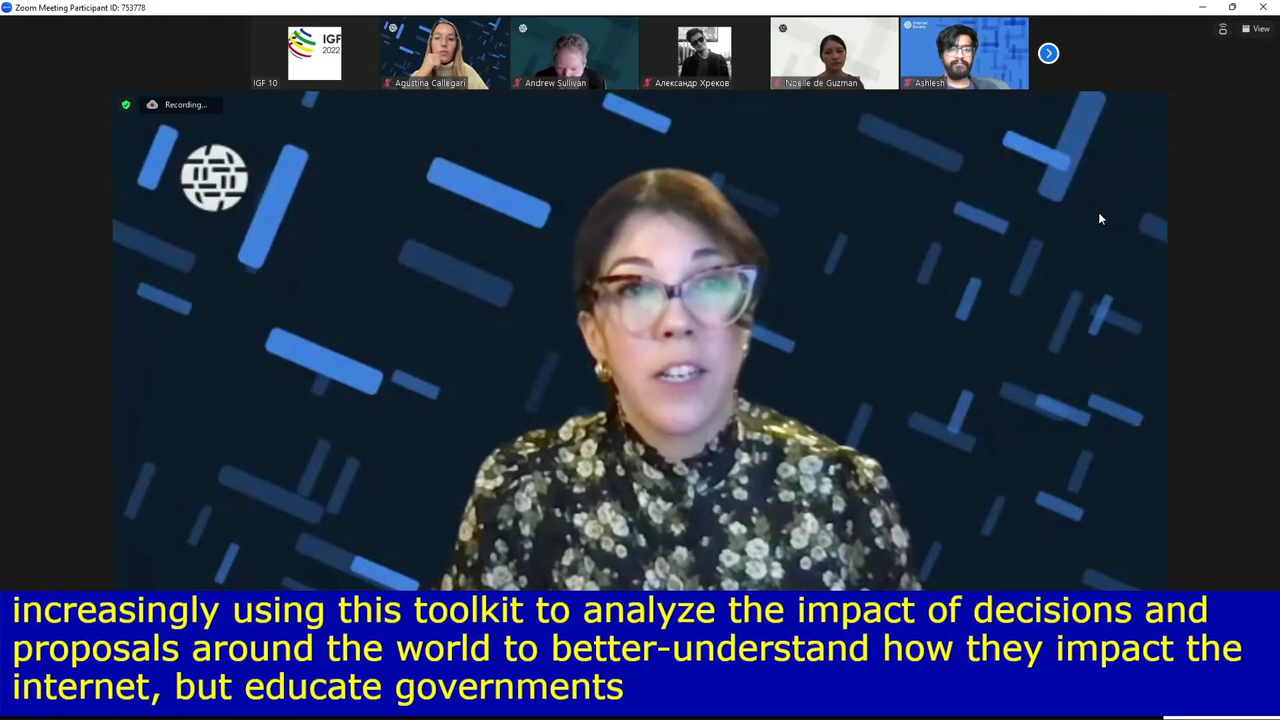 Zoom Meeting Participant ID: 753778
View
IGF
2022
IGF 10
Agustina Callegari
Andrew Sullivan
Александр Хреков
Noelle de Guzman
Ashlesh
Recording...
increasingly using this toolkit to analyze the impact of decisions and
proposals around the world to better-understand how they impact the
internet, but educate governments